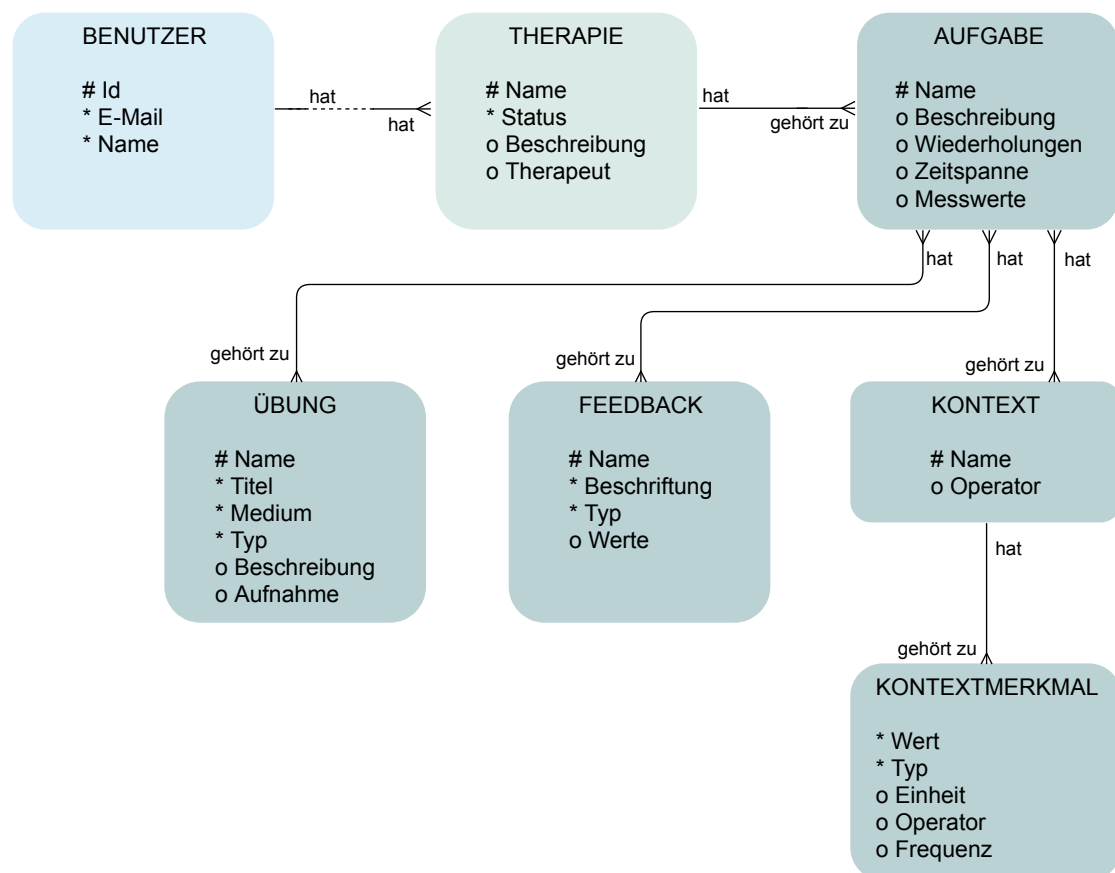 BENUTZER
# Id
* E-Mail
* Name
hat
hat
THERAPIE
# Name
* Status
o Beschreibung
o Therapeut
hat
gehört zu
AUFGABE
# Name
o Beschreibung
o Wiederholungen
o Zeitspanne
o Messwerte
hat
hat
hat
gehört zu
gehört zu
gehört zu
ÜBUNG
# Name
* Titel
* Medium
* Typ
o Beschreibung
o Aufnahme
FEEDBACK
# Name
* Beschriftung
* Typ
o Werte
KONTEXT
# Name
o Operator
hat
gehört zu
KONTEXTMERKMAL
* Wert
* Typ
o Einheit
o Operator
o Frequenz